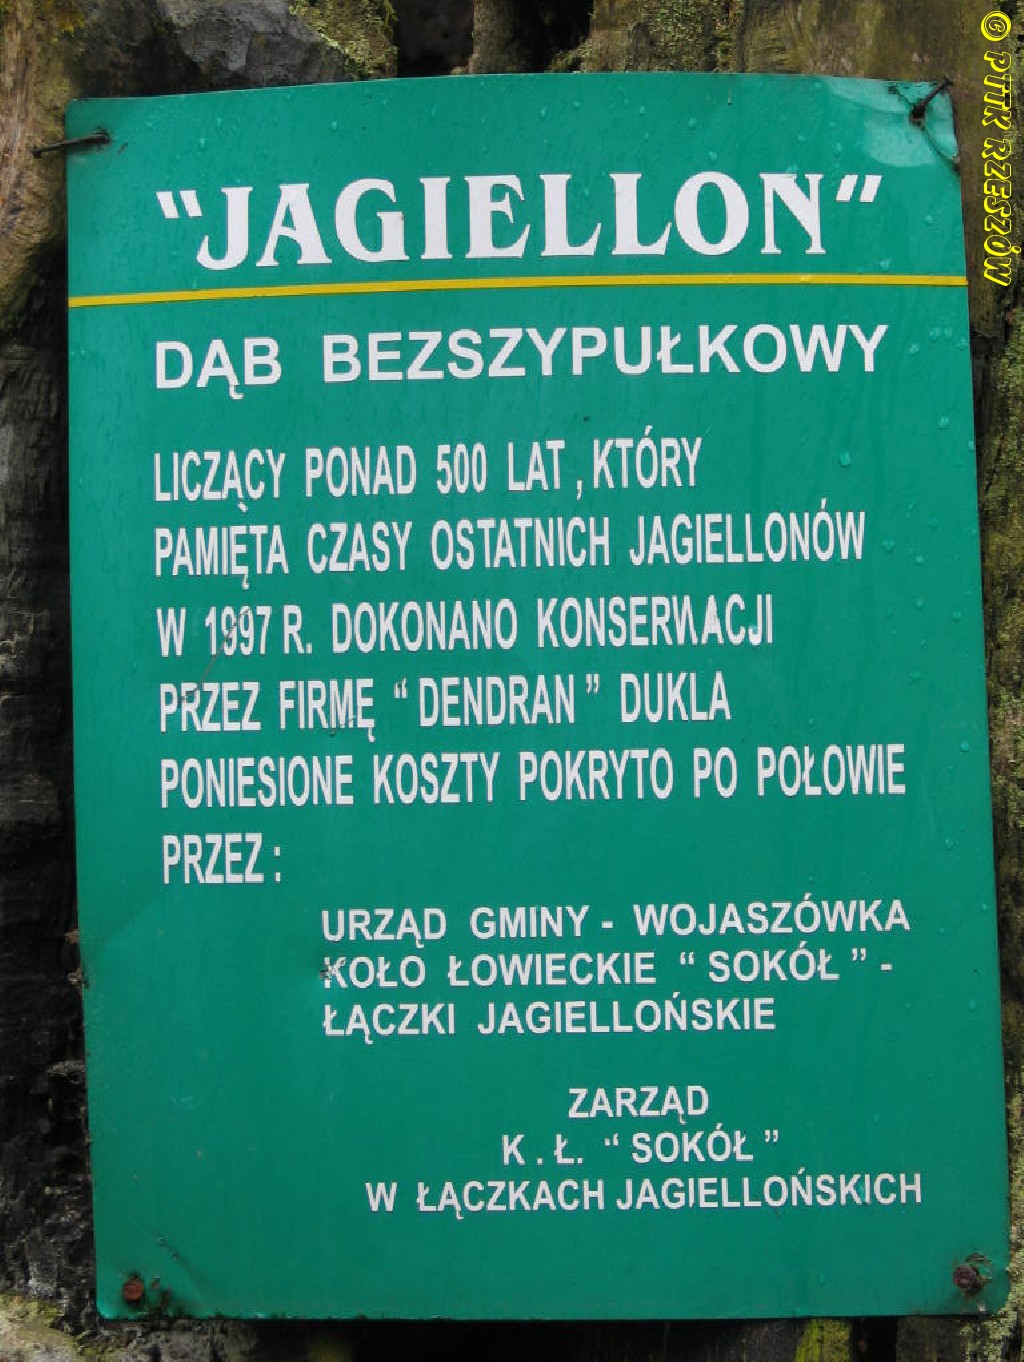 "JAGIELLON"
DĄB BEZSZYPUŁKOWY
LICZĄCY PONAD 500 LAT, KTÓRY
PAMIĘTA CZASY OSTATNICH JAGIELLONÓW
W 1997 R. DOKONANO KONSERWACJI
PRZEZ FIRMĘ “ DENDRAN ” DUKLA
PONIESIONE KOSZTY POKRYTO PO POŁOWIE
PRZEZ :
URZĄD GMINY - WOJASZÓWKA
KOŁO ŁOWIECKIE “ SOKÓŁ ” -
ŁĄCZKI JAGIELLOŃSKIE
ZARZĄD
K . Ł. “ SOKÓŁ ”
W ŁĄCZKACH JAGIELLOŃSKICH
© PTTK RZESZÓW